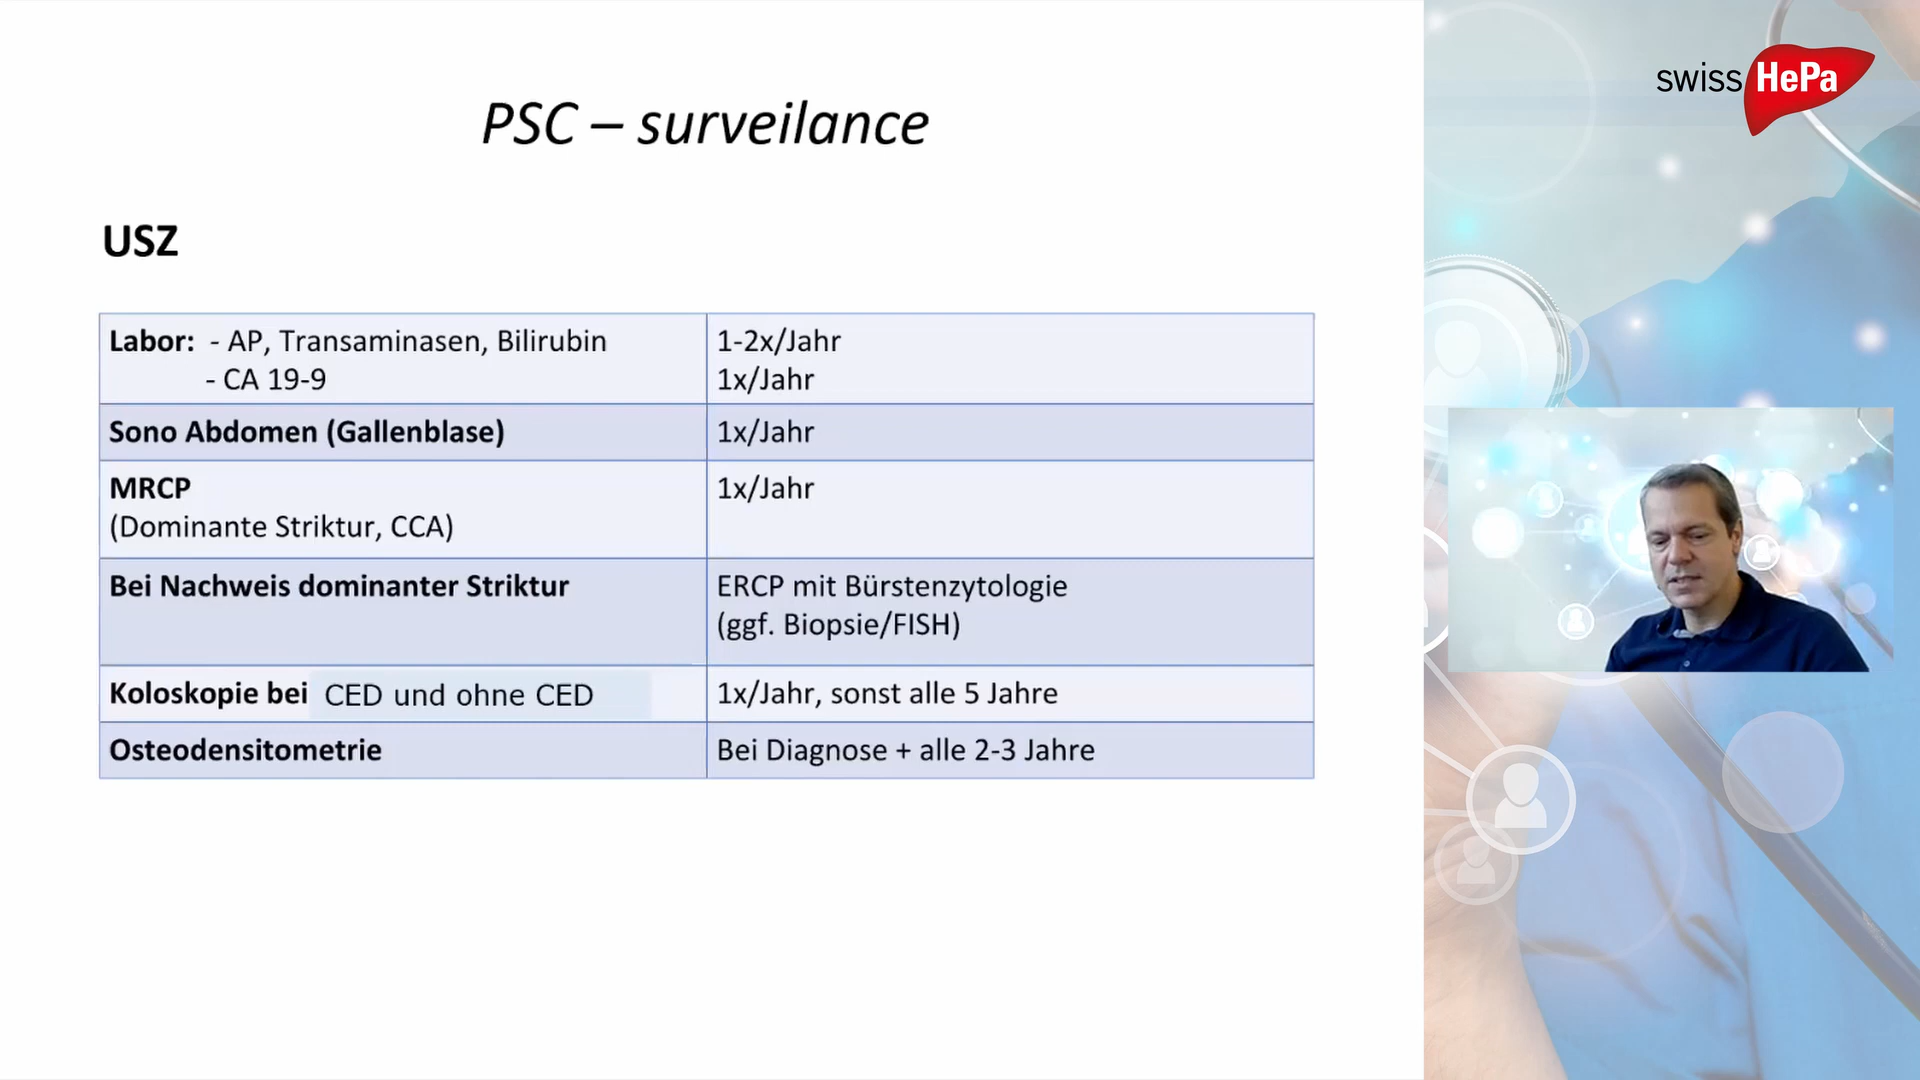 PSC – surveilance
USZ
Labor: - AP, Transaminasen, Bilirubin
1-2x/Jahr
- CA 19-9
1x/Jahr
Sono Abdomen (Gallenblase)
1x/Jahr
MRCP
1x/Jahr
(Dominante Striktur, CCA)
Bei Nachweis dominanter Striktur
ERCP mit Bürstenzytologie
(ggf. Biopsie/FISH)
Koloskopie bei CED und ohne CED
1x/Jahr, sonst alle 5 Jahre
Osteodensitometrie
Bei Diagnose + alle 2-3 Jahre
swiss HePa